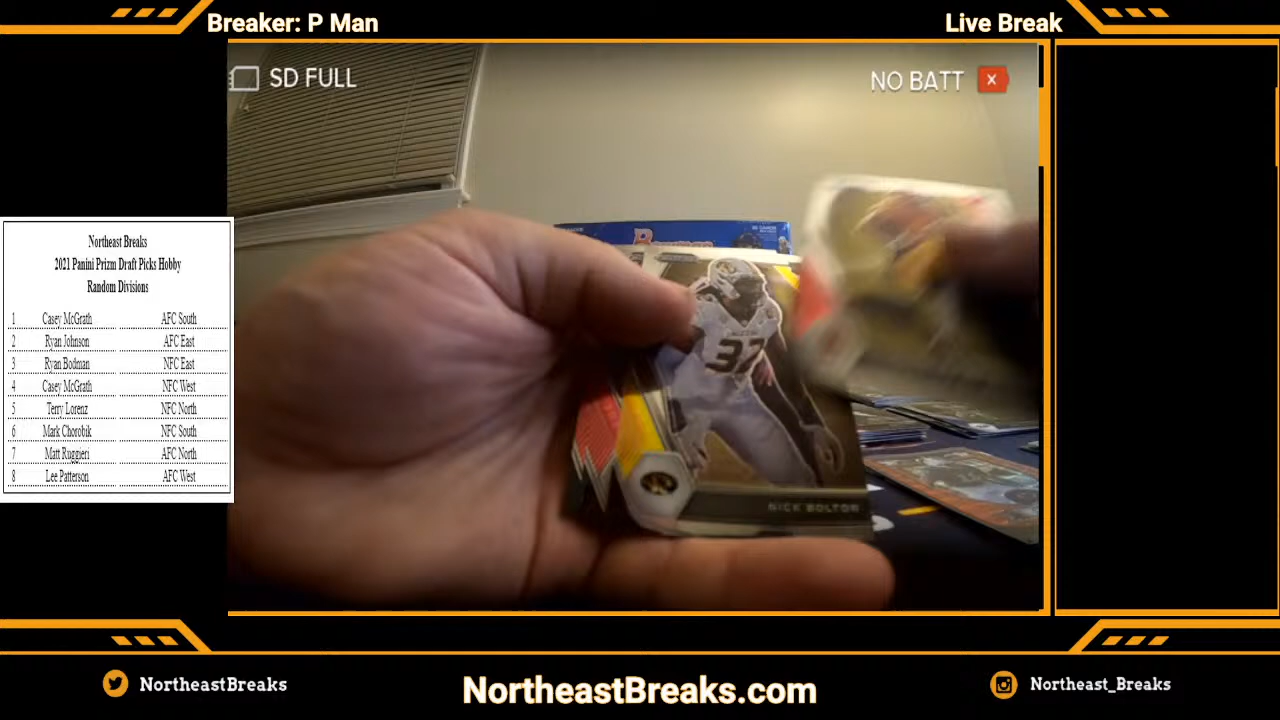 Breaker: P Man
Live Break
SD FULL
NO BATT
Northeast Breaks
2021 Panini Prizm Draft Picks Hobby
Random Divisions
1 Casey McGrath AFC South
2 Ryan Johnson AFC East
3 Ryan Bodman NFC East
4 Casey McGrath NFC West
5 Terry Lorenz NFC North
6 Mark Chorobik NFC South
7 Matt Ruggieri AFC North
8 Lee Patterson AFC West
32
NICK BOLTON
NortheastBreaks
NortheastBreaks.com
Northeast_Breaks